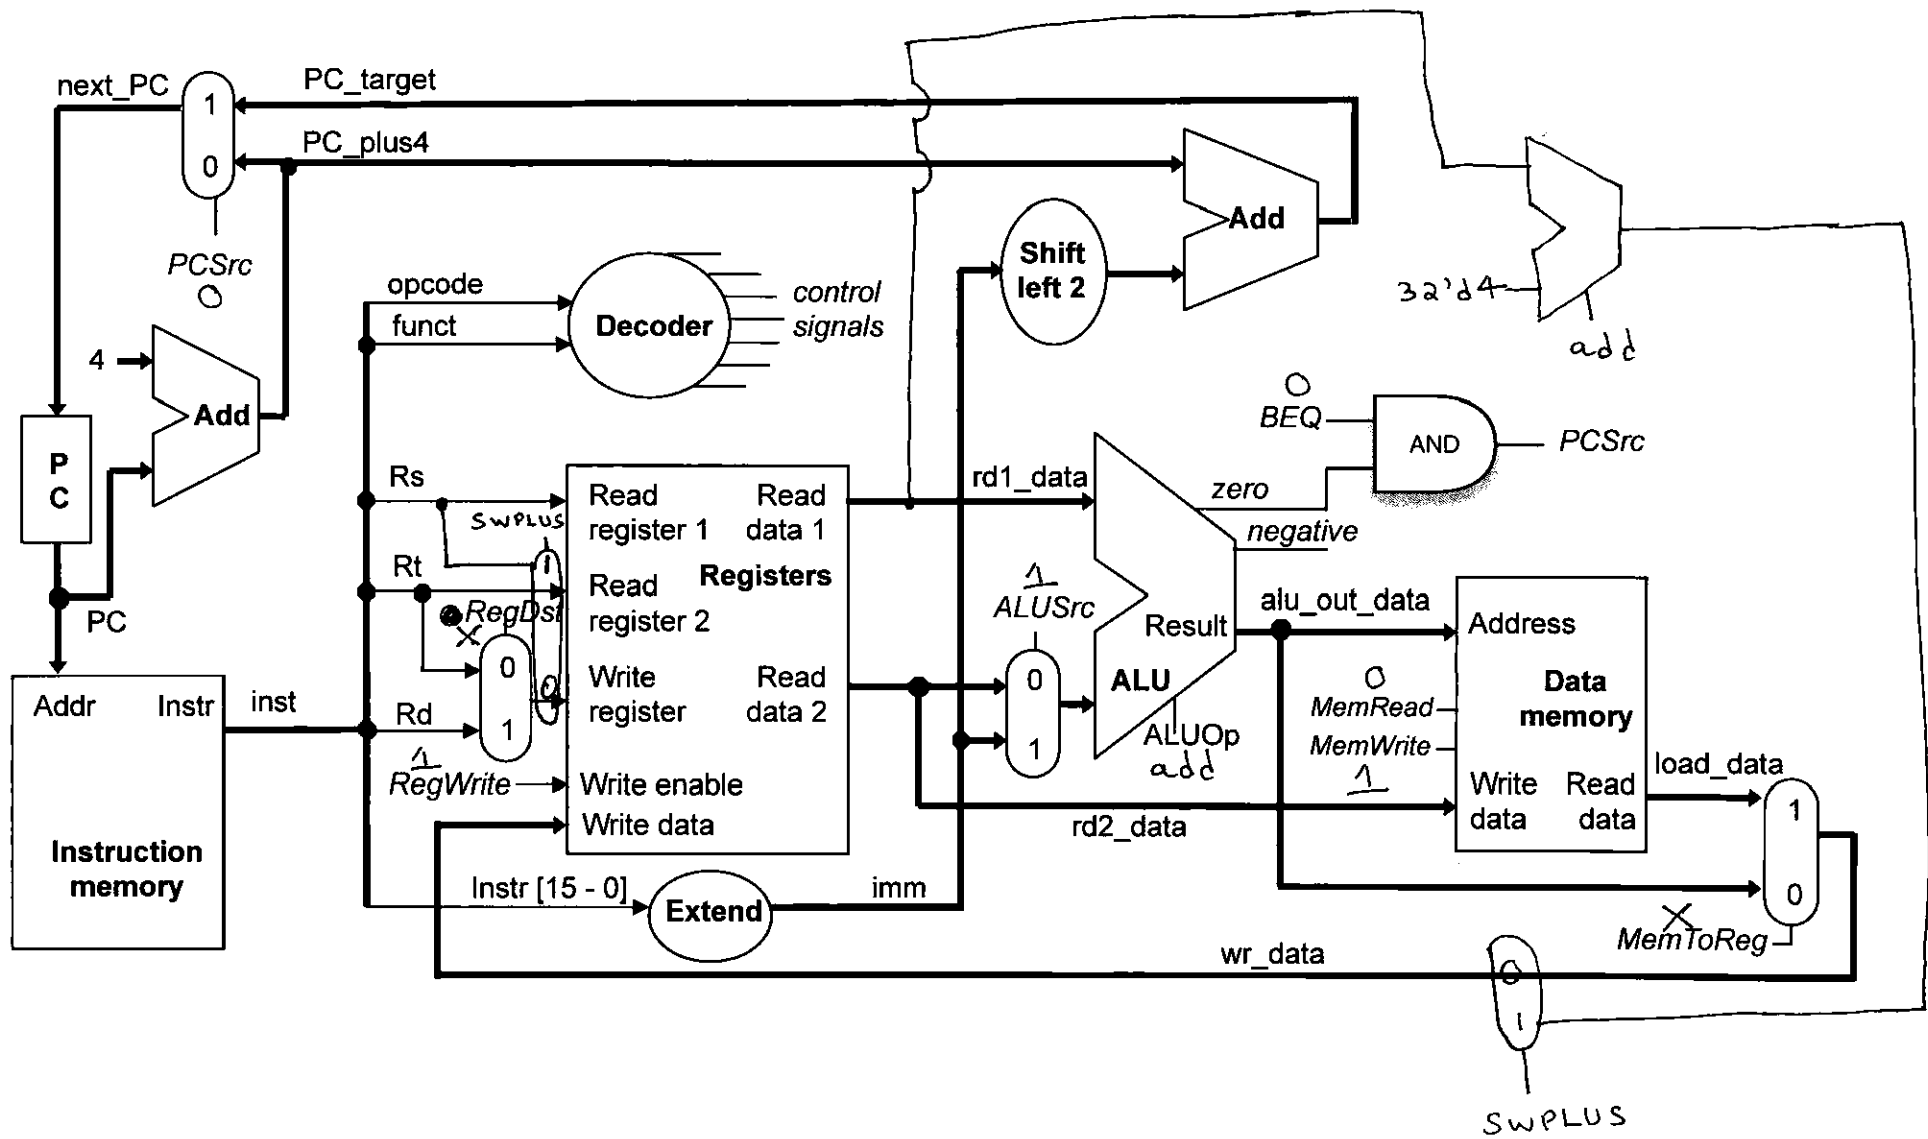 next_PC
1
PC_target
0
PC_plus4
PCSrc
0
Add
Shift
left 2
opcode
funct
Decoder
control
signals
32'd4
add
4
Add
0
BEQ
AND
PCSrc
P
C
PC
Rs
SWPLUS
Read
register 1
Read
data 1
rd1_data
zero
negative
1
Rt
Read
register 2
Registers
RegDst
X
0
1
0
Write
register
Read
data 2
Rd
1
RegWrite
Write enable
Write data
1
ALUSrc
0
1
Result
ALU
ALUOp
add
alu_out_data
Address
Data
memory
0
MemRead
MemWrite
1
Write
data
Read
data
load_data
1
0
X
MemToReg
rd2_data
Addr
Instr
inst
Instruction
memory
Instr [15 - 0]
Extend
imm
wr_data
0
1
SWPLUS